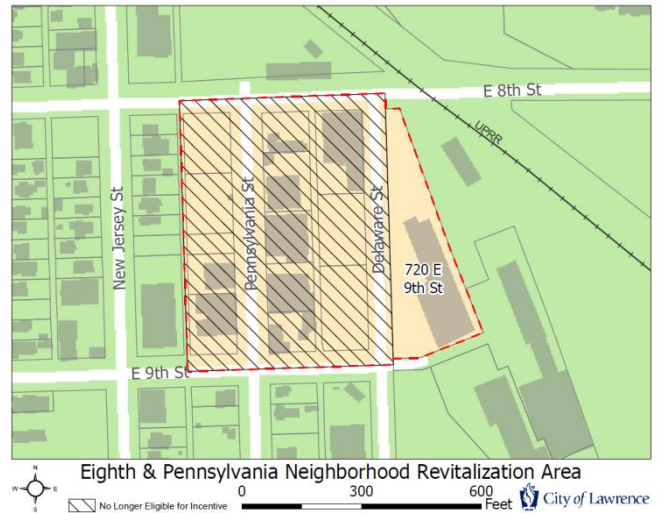 E 8th St
UPRR
New Jersey St
Pennsylvania St
Delaware St
720 E
9th St
E 9th St
Eighth & Pennsylvania Neighborhood Revitalization Area
N
W E
S
No Longer Eligible for Incentive
0 300 600
Feet
City of Lawrence